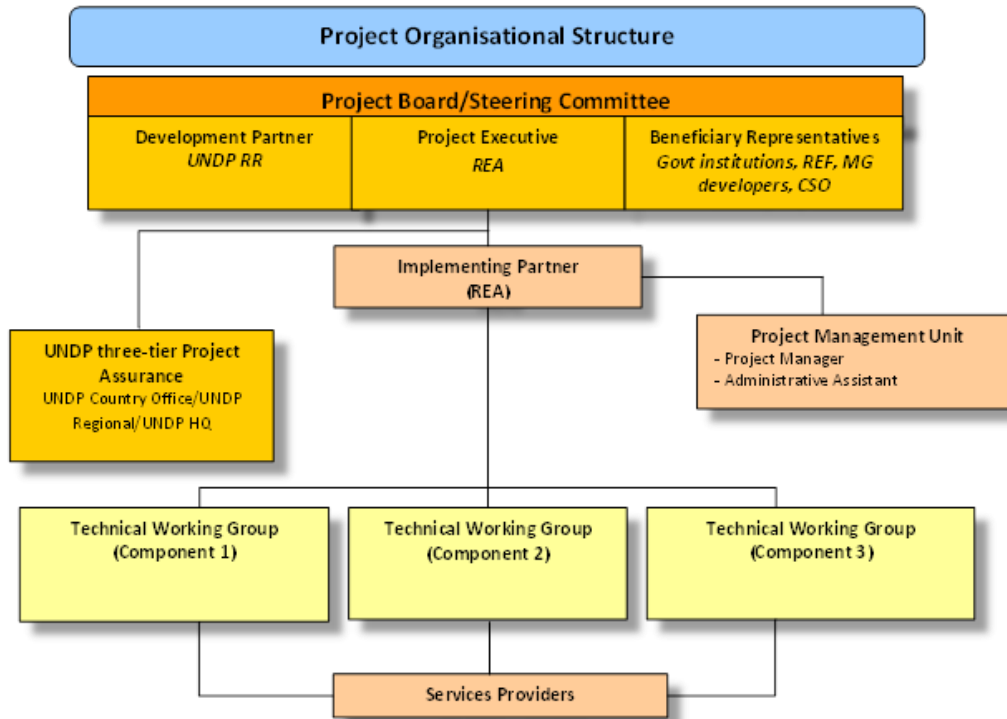 Project Organisational Structure
Project Board/Steering Committee
Development Partner
UNDP RR
Project Executive
REA
Beneficiary Representatives
Govt institutions, REF, MG
developers, CSO
Implementing Partner
(REA)
UNDP three-tier Project
Assurance
UNDP Country Office/UNDP
Regional/UNDP HQ
Project Management Unit
- Project Manager
- Administrative Assistant
Technical Working Group
(Component 1)
Technical Working Group
(Component 2)
Technical Working Group
(Component 3)
Services Providers